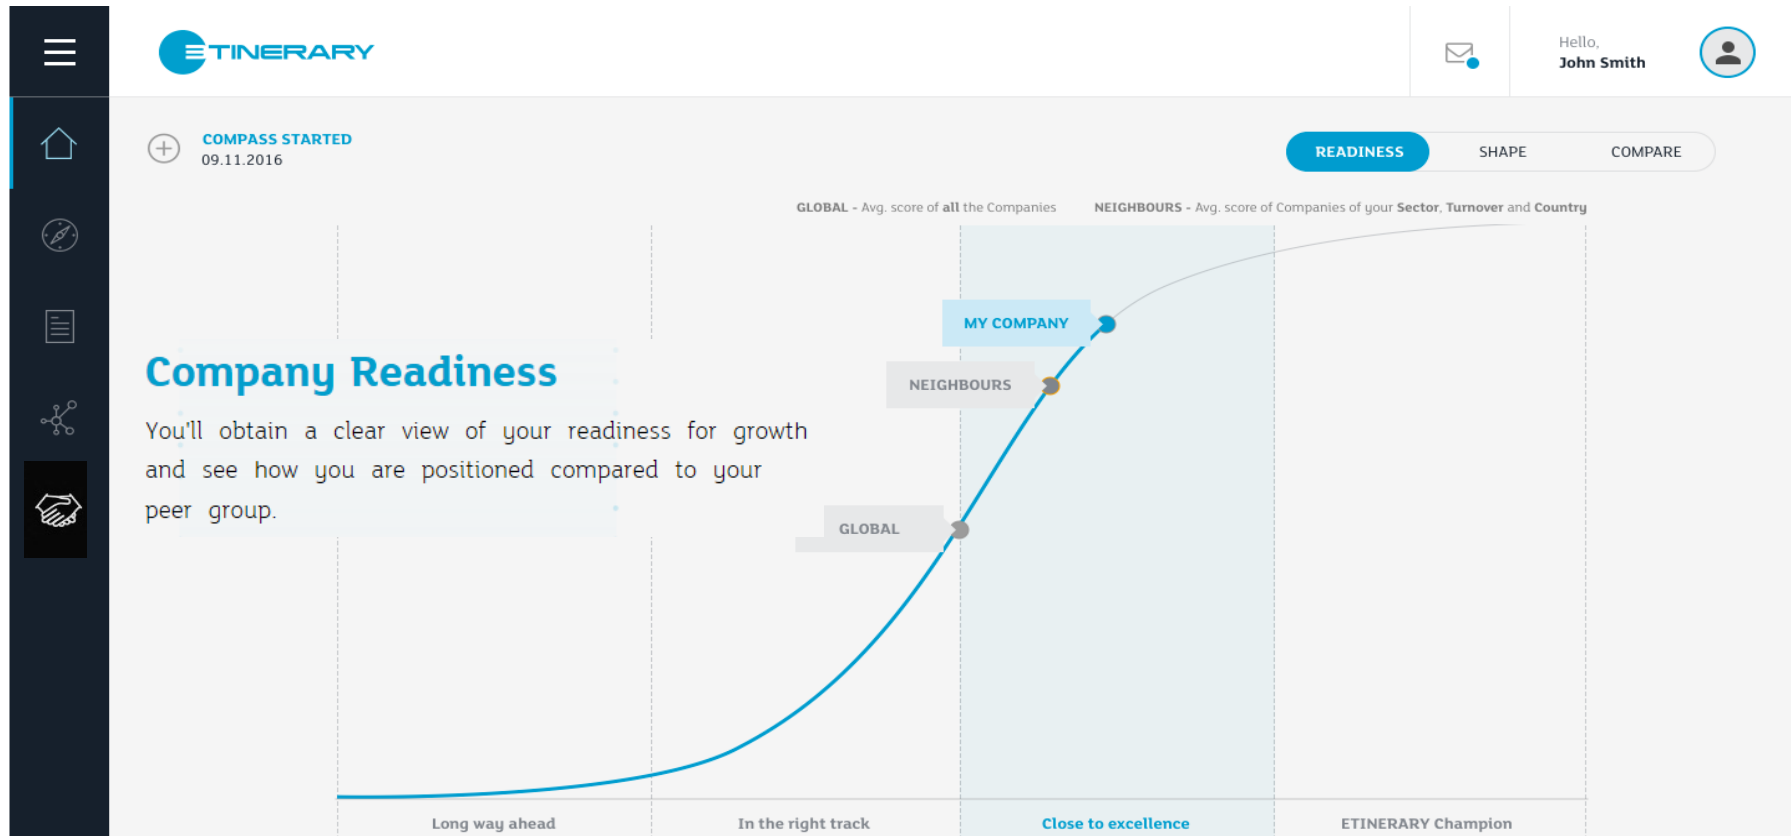 ETINERARY
Hello,
John Smith
COMPASS STARTED
09.11.2016
READINESS SHAPE COMPARE
GLOBAL - Avg. score of all the Companies NEIGHBOURS - Avg. score of Companies of your Sector, Turnover and Country
MY COMPANY
NEIGHBOURS
Company Readiness
You'll obtain a clear view of your readiness for growth
and see how you are positioned compared to your
peer group.
GLOBAL
Long way ahead In the right track Close to excellence ETINERARY Champion